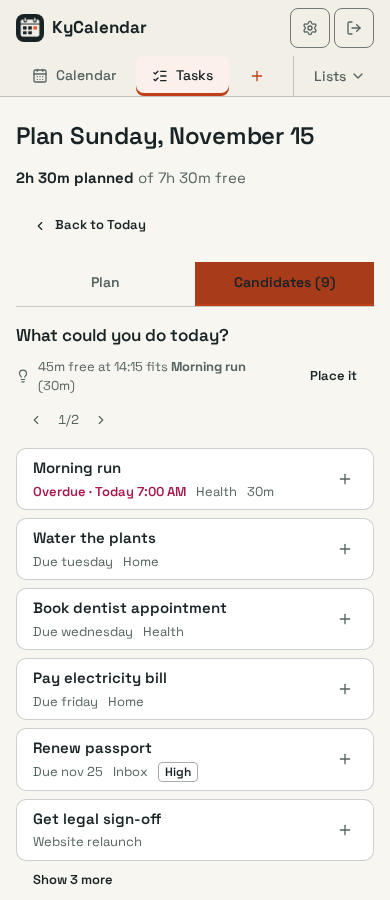 KyCalendar
Calendar
Tasks
Lists
Plan Sunday, November 15
2h 30m planned of 7h 30m free
Back to Today
Plan
Candidates (9)
What could you do today?
45m free at 14:15 fits Morning run
(30m)
Place it
1/2
Morning run
Overdue · Today 7:00 AM Health 30m
Water the plants
Due tuesday Home
Book dentist appointment
Due wednesday Health
Pay electricity bill
Due friday Home
Renew passport
Due nov 25 Inbox High
Get legal sign-off
Website relaunch
Show 3 more